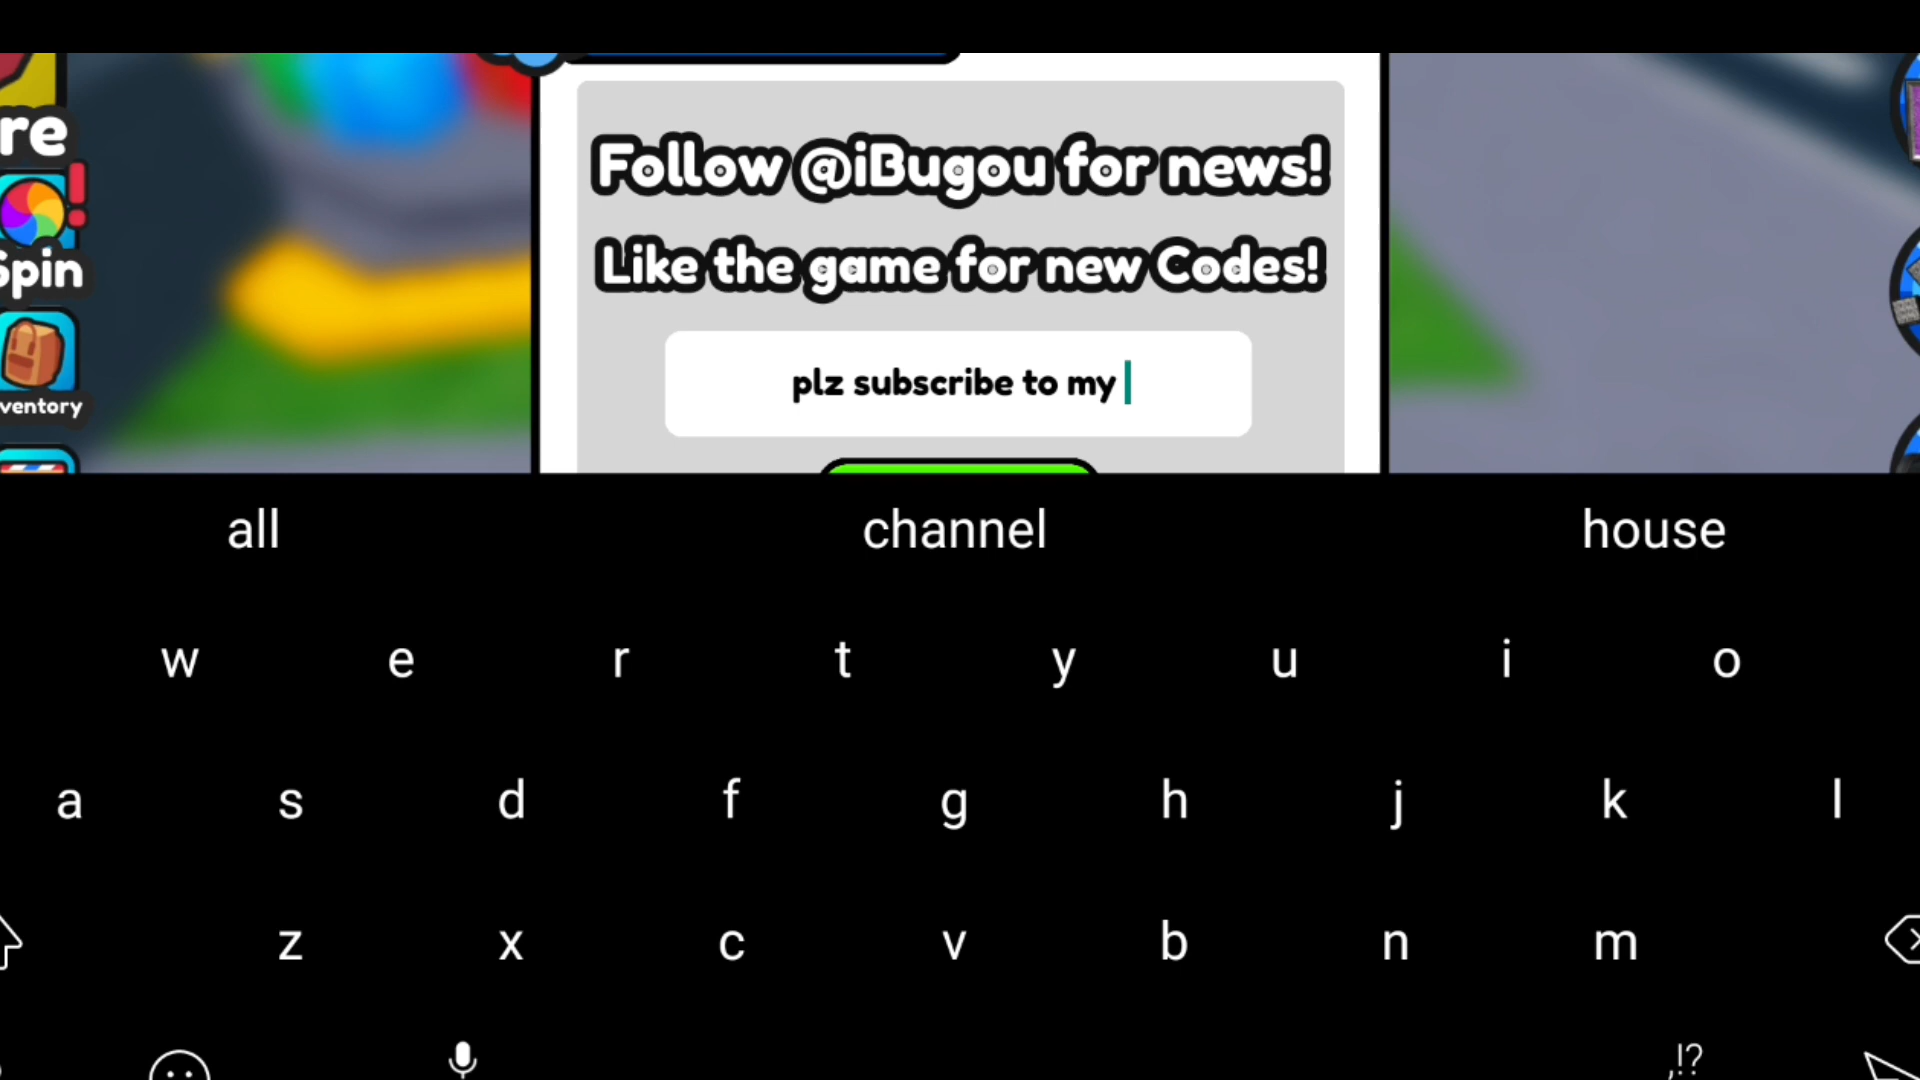 re
Spin
ventory
Follow @iBugou for news!
Like the game for new Codes!
plz subscribe to my
all channel house
w e r t y u i o
a s d f g h j k l
z x c v b n m
,!?